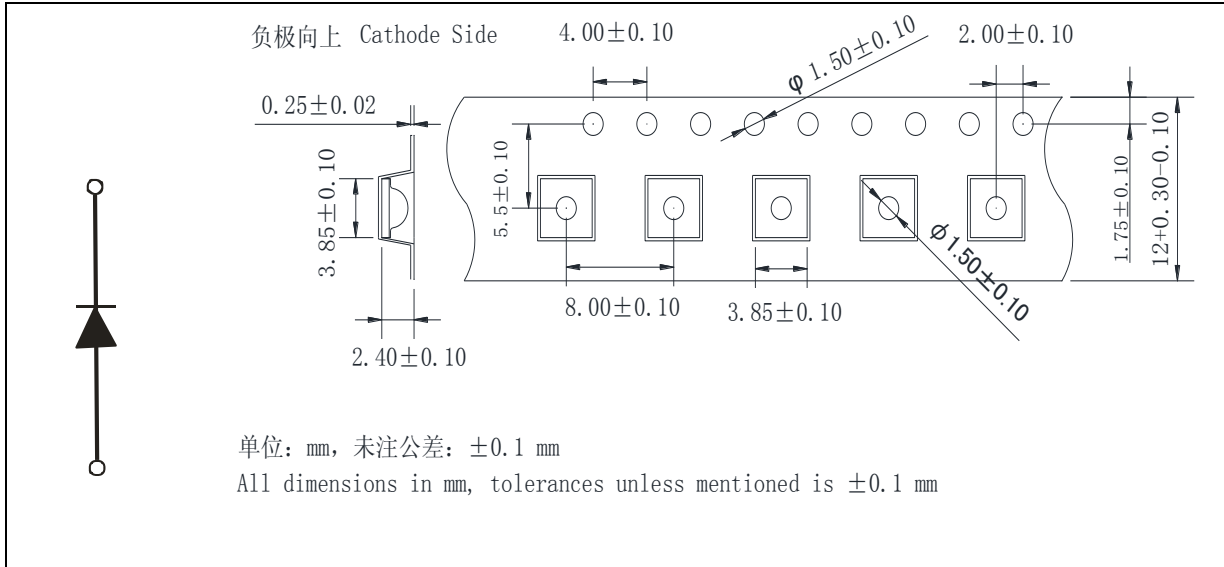 负极向上 Cathode Side
4.00±0.10
φ 1.50±0.10
2.00±0.10
0.25±0.02
3.85±0.10
5.5±0.10
1.75±0.10
12+0.30-0.10
φ1.50±0.10
8.00±0.10
3.85±0.10
2.40±0.10
单位：mm，未注公差：±0.1 mm
All dimensions in mm, tolerances unless mentioned is ±0.1 mm